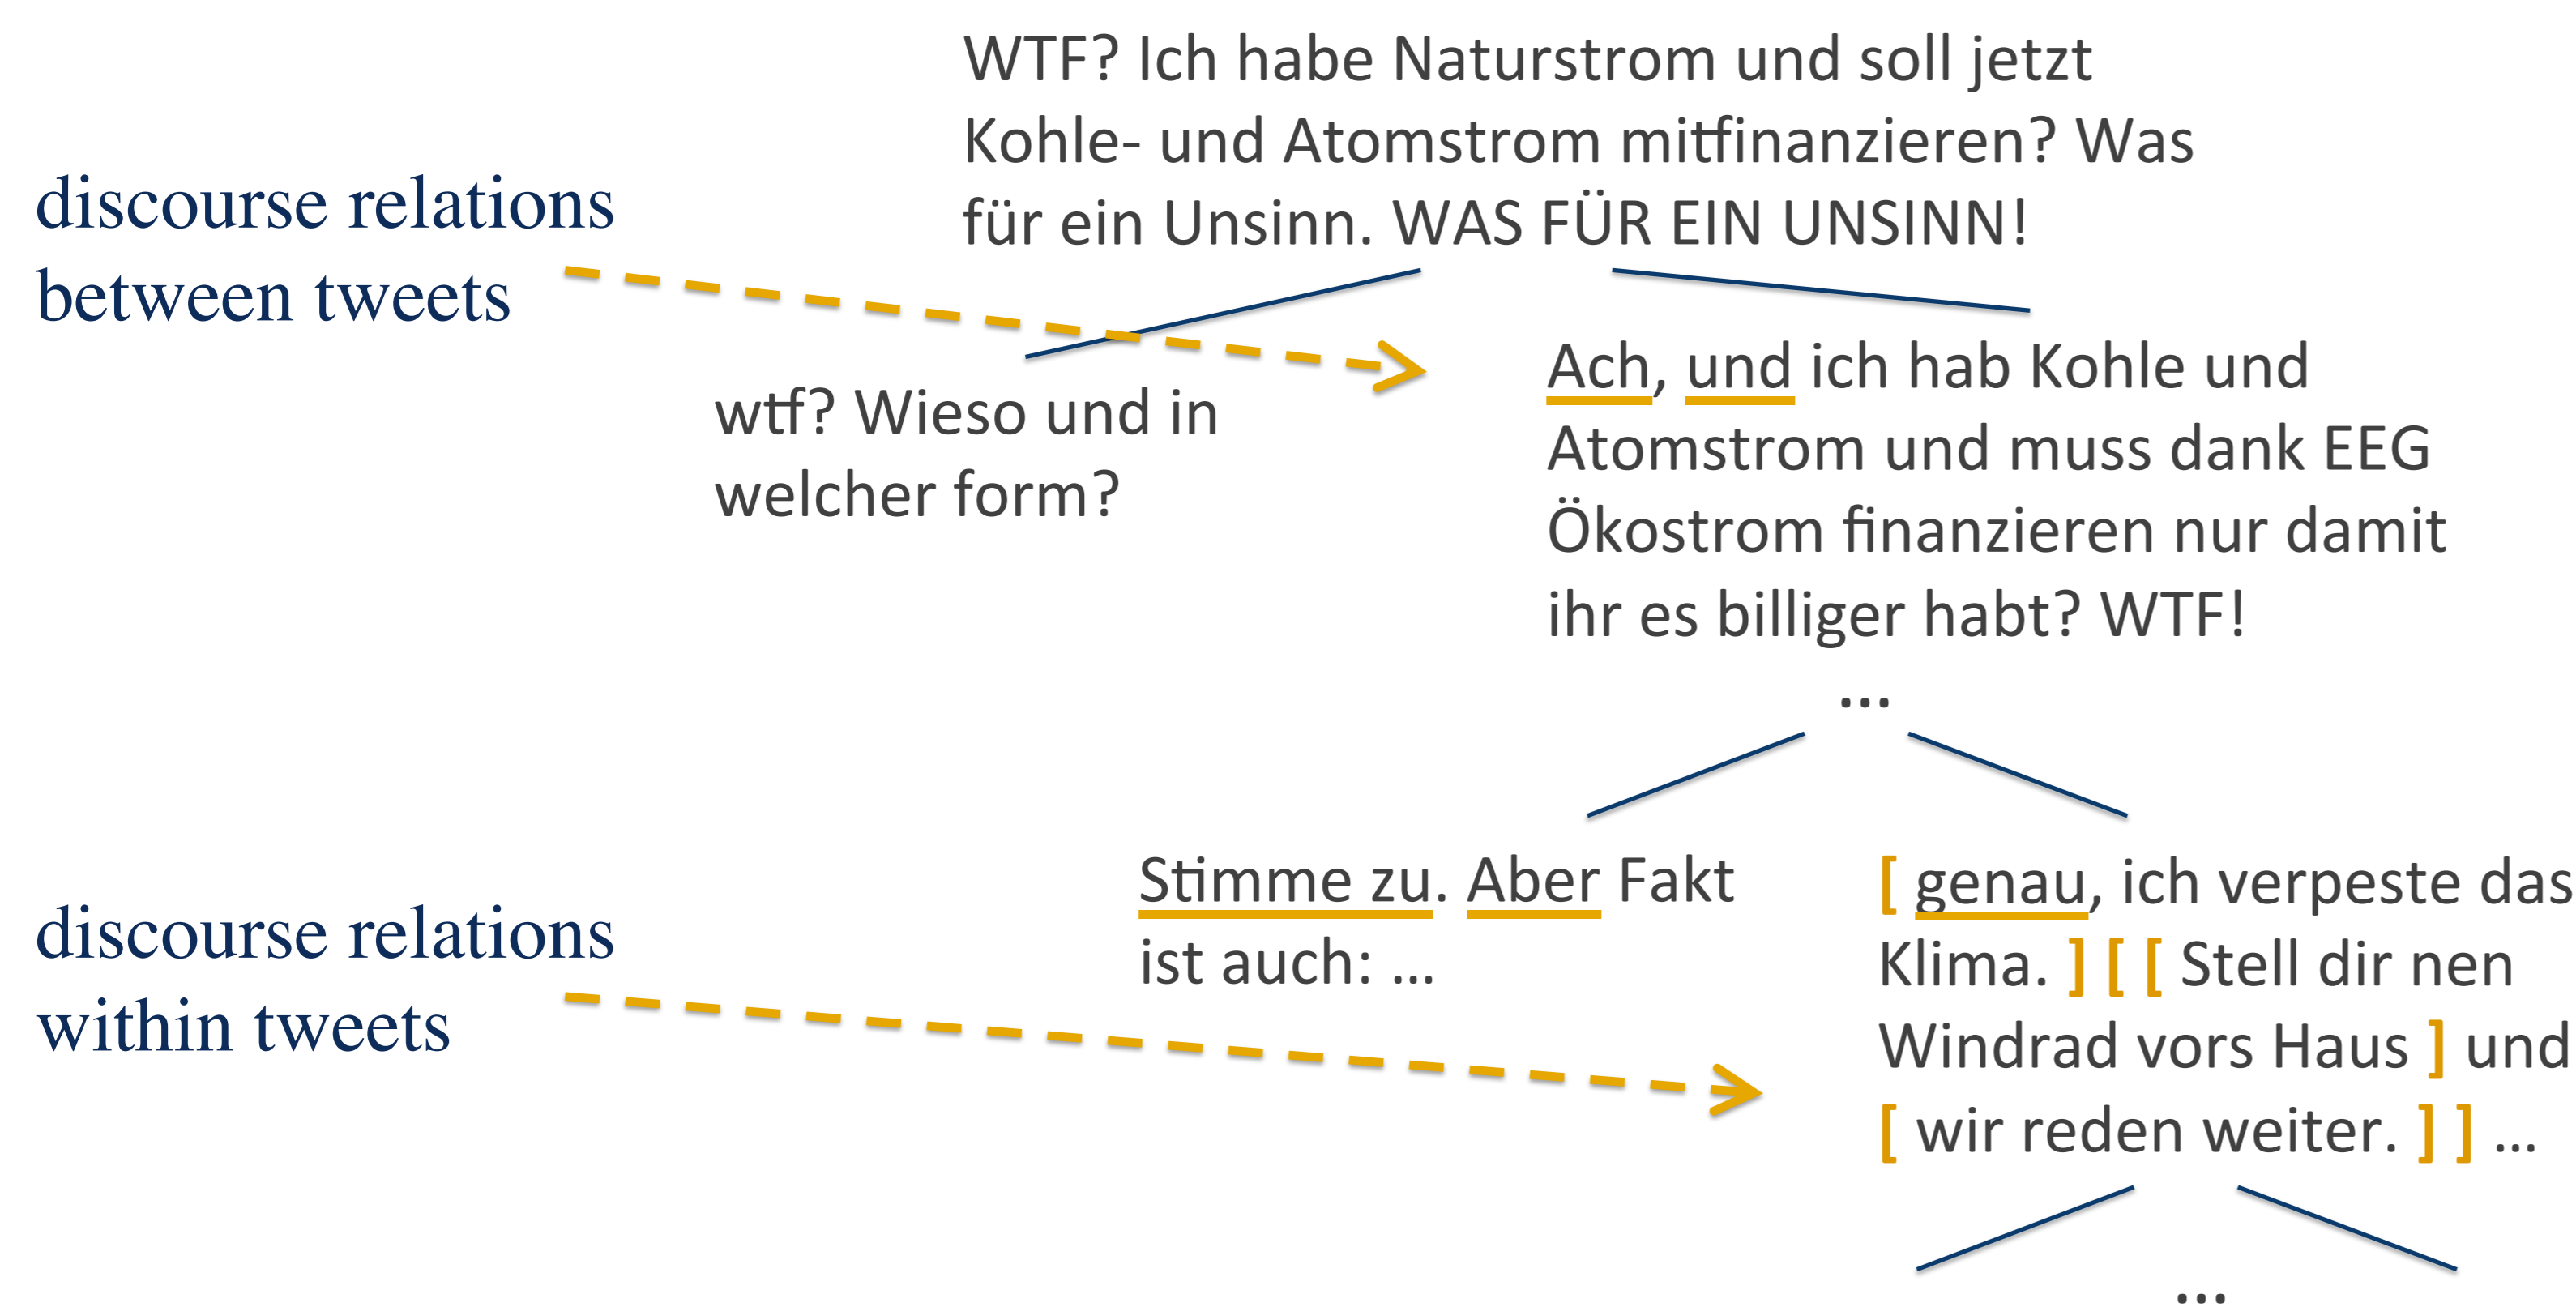 WTF? Ich habe Naturstrom und soll jetzt
Kohle- und Atomstrom mitfinanzieren? Was
für ein Unsinn. WAS FÜR EIN UNSINN!
discourse relations
between tweets
wtf? Wieso und in
welcher form?
Ach, und ich hab Kohle und
Atomstrom und muss dank EEG
Ökostrom finanzieren nur damit
ihr es billiger habt? WTF!
...
discourse relations
within tweets
Stimme zu. Aber Fakt
ist auch: ...
[ genau, ich verpeste das
Klima. ] [ [ Stell dir nen
Windrad vors Haus ] und
[ wir reden weiter. ] ] ...
...